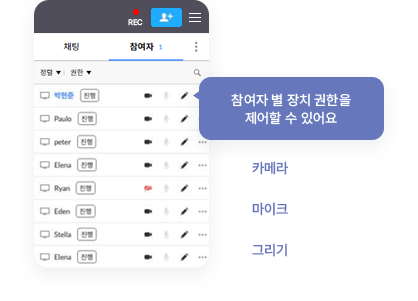 REC
채팅
참여자 1
정렬 ▼ 권한 ▼
박현준 진행
Paulo 진행
peter 진행
Elena 진행
Ryan 진행
Eden 진행
Stella 진행
Elena 진행
참여자 별 장치 권한을
제어할 수 있어요
카메라
마이크
그리기